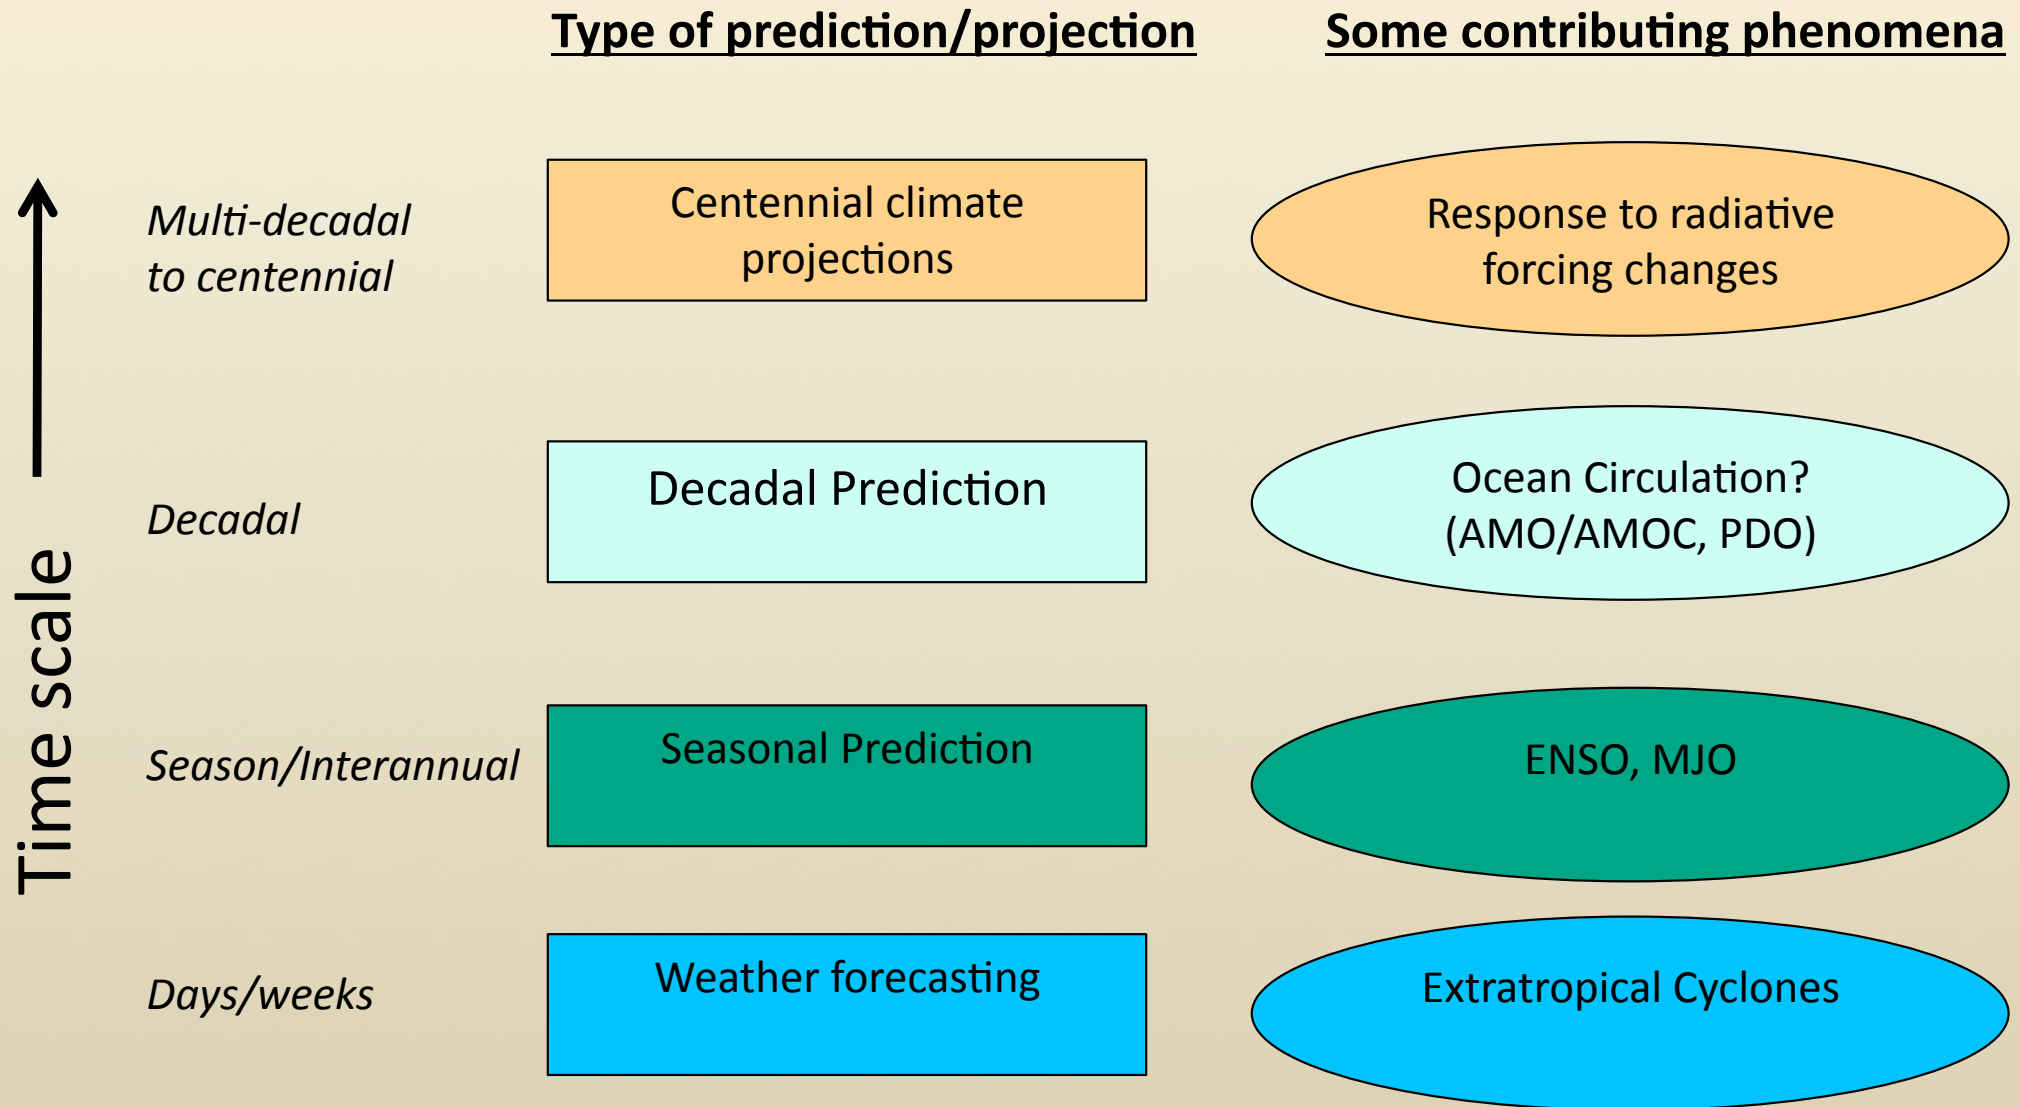 Type of prediction/projection
Some contributing phenomena
Multi-decadal
to centennial
Centennial climate
projections
Response to radiative
forcing changes
Decadal
Decadal Prediction
Ocean Circulation?
(AMO/AMOC, PDO)
Time scale
Season/Interannual
Seasonal Prediction
ENSO, MJO
Days/weeks
Weather forecasting
Extratropical Cyclones